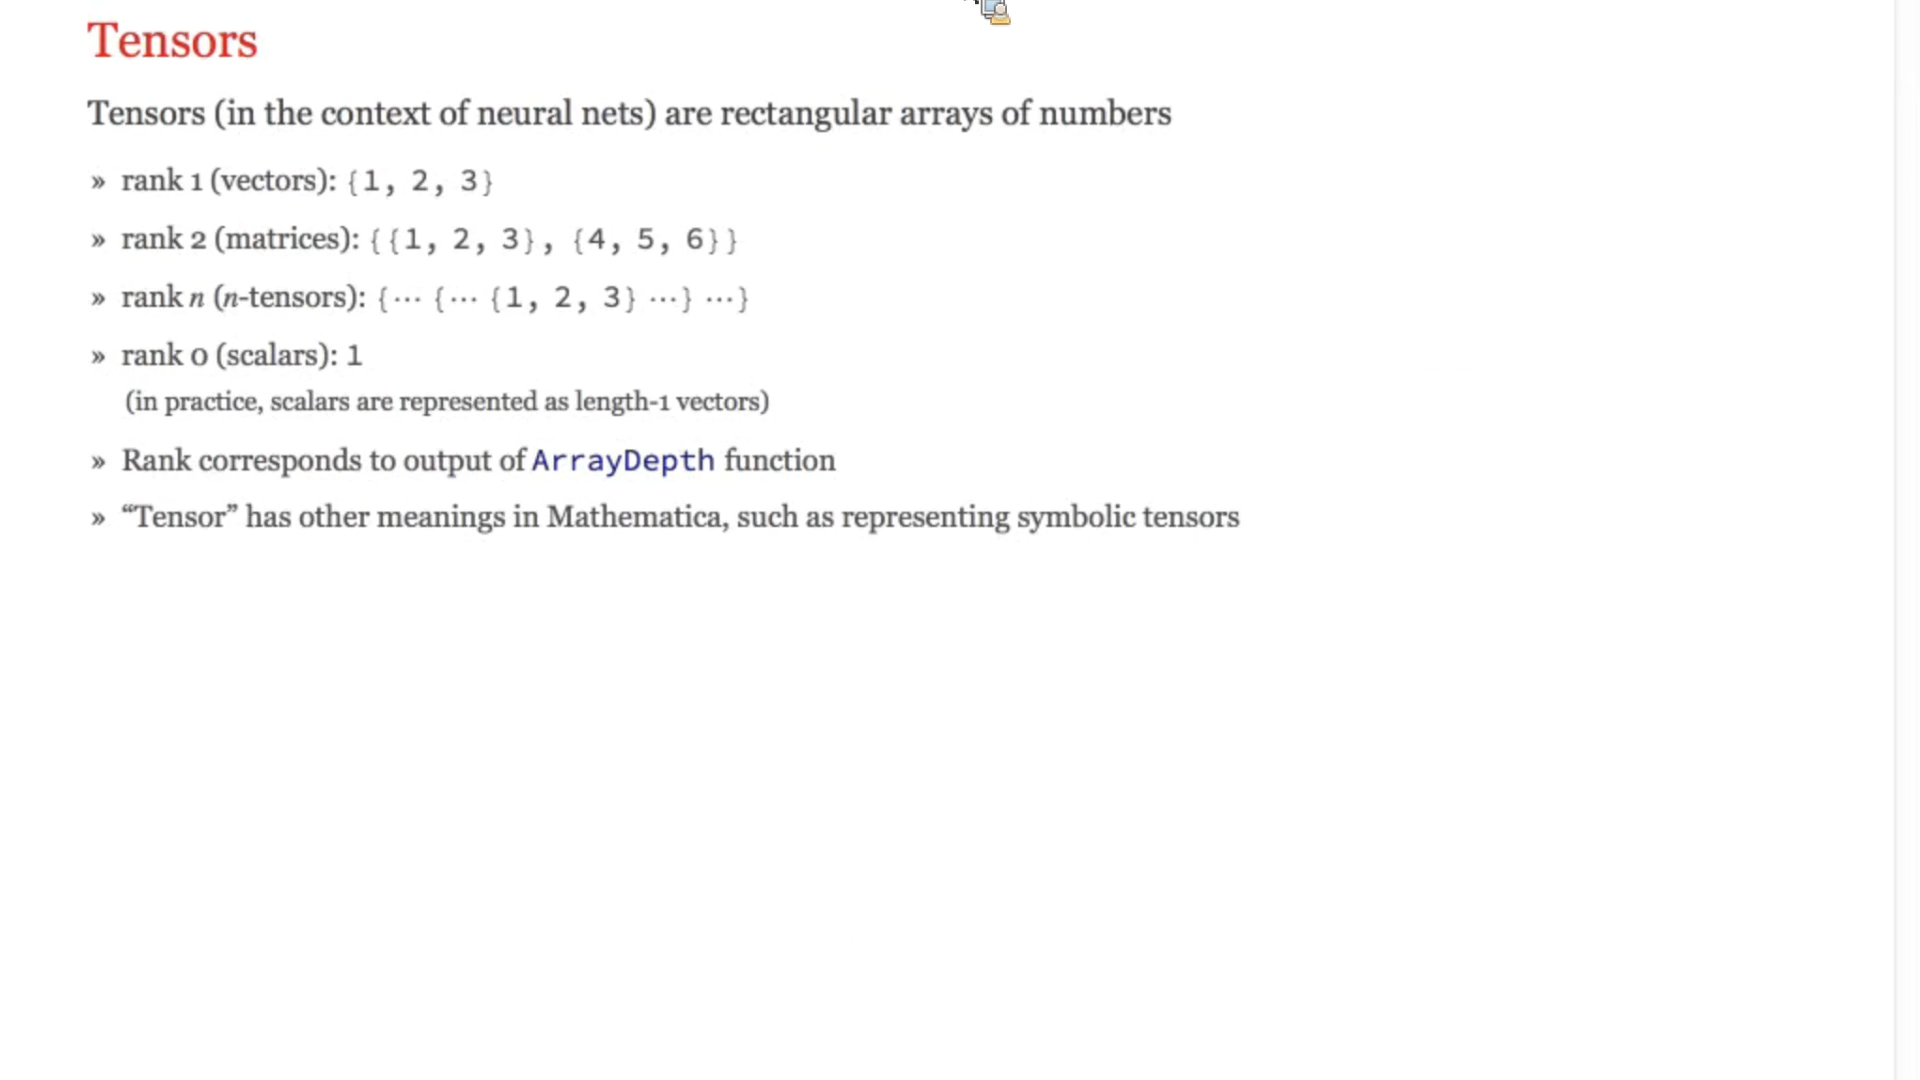 Tensors
Tensors (in the context of neural nets) are rectangular arrays of numbers
» rank 1 (vectors): {1, 2, 3}
» rank 2 (matrices): {{1, 2, 3}, {4, 5, 6}}
» rank n (n-tensors): {⋯ {⋯ {1, 2, 3} ⋯} ⋯}
» rank 0 (scalars): 1
(in practice, scalars are represented as length-1 vectors)
» Rank corresponds to output of ArrayDepth function
» “Tensor” has other meanings in Mathematica, such as representing symbolic tensors